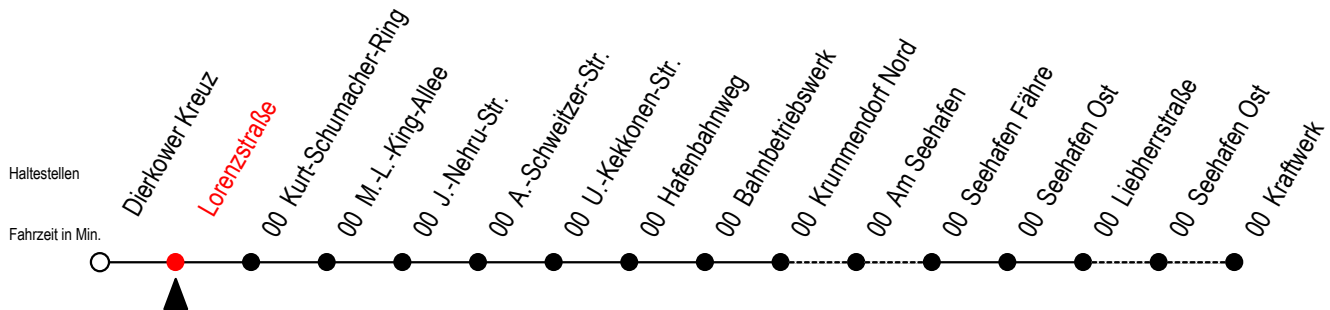 Haltestellen
Fahrzeit in Min.
Dierkower Kreuz
Lorenzstraße
00 Kurt-Schumacher-Ring
00 M.-L.-King-Allee
00 J.-Nehru-Str.
00 A.-Schweitzer-Str.
00 U.-Kekkonen-Str.
00 Hafenbahnweg
00 Bahnbetriebswerk
00 Krummendorf Nord
00 Am Seehafen
00 Seehafen Fähre
00 Seehafen Ost
00 Liebherrstraße
00 Seehafen Ost
00 Kraftwerk